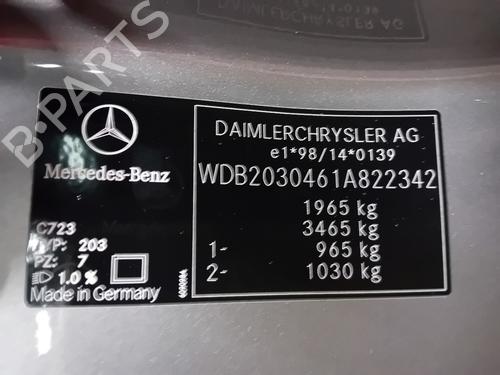 DAIMLERCHRYSLER AG
e1*98/14*0139
WDB2030461A822342
1965 kg
3465 kg
1- 965 kg
2- 1030 kg
Mercedes-Benz
C723
TYP: 203
PZ: 7
1.0 %
Made in Germany
B-PARTS